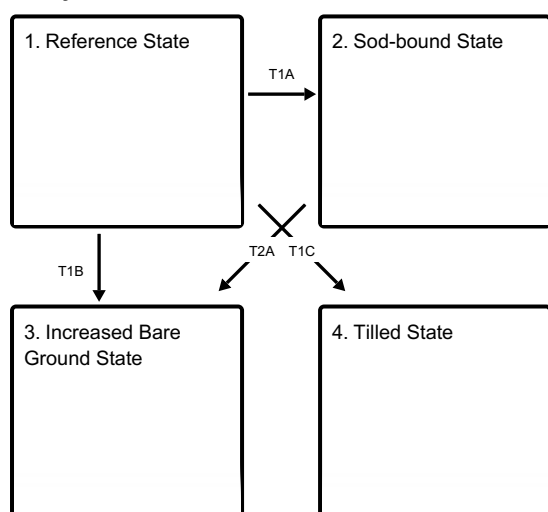 1. Reference State
2. Sod-bound State
T1A
T2A T1C
T1B
3. Increased Bare
Ground State
4. Tilled State